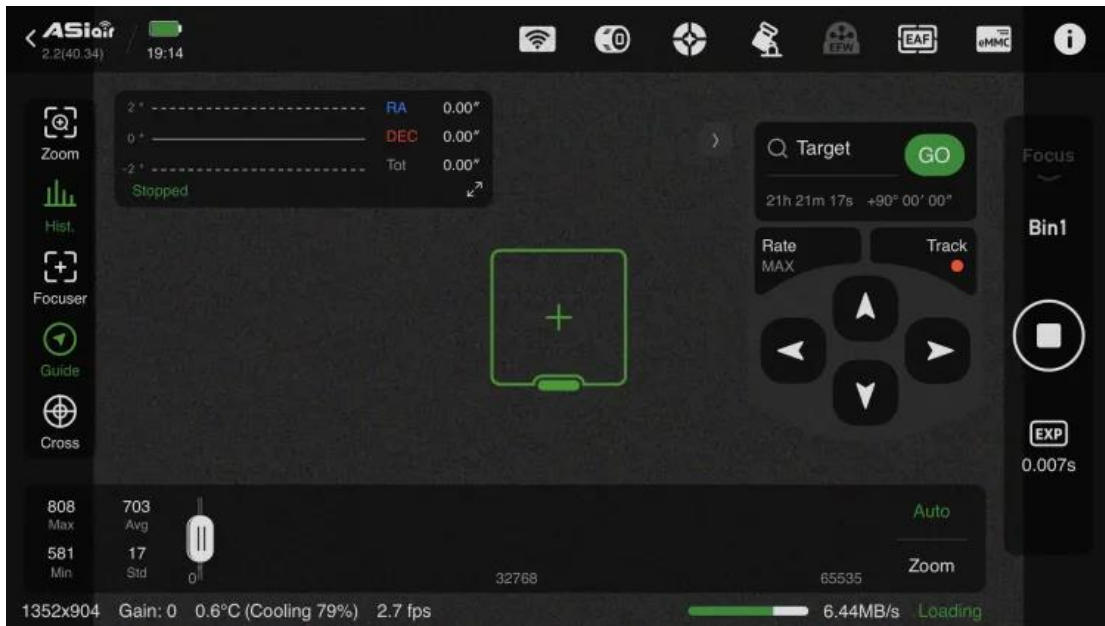 ASIair
2.2(40.34)
19:14
EFW
EAF
eMMC
i
Zoom
Hist.
Focuser
Guide
Cross
2"
0"
-2"
RA 0.00"
DEC 0.00"
Tot 0.00"
Stopped
Target
GO
21h 21m 17s +90° 00' 00"
Rate
MAX
Track
Focus
Bin1
EXP
0.007s
808
Max
703
Avg
581
Min
17
Std
0
32768
65535
Auto
Zoom
1352x904 Gain: 0 0.6°C (Cooling 79%) 2.7 fps 6.44MB/s Loading